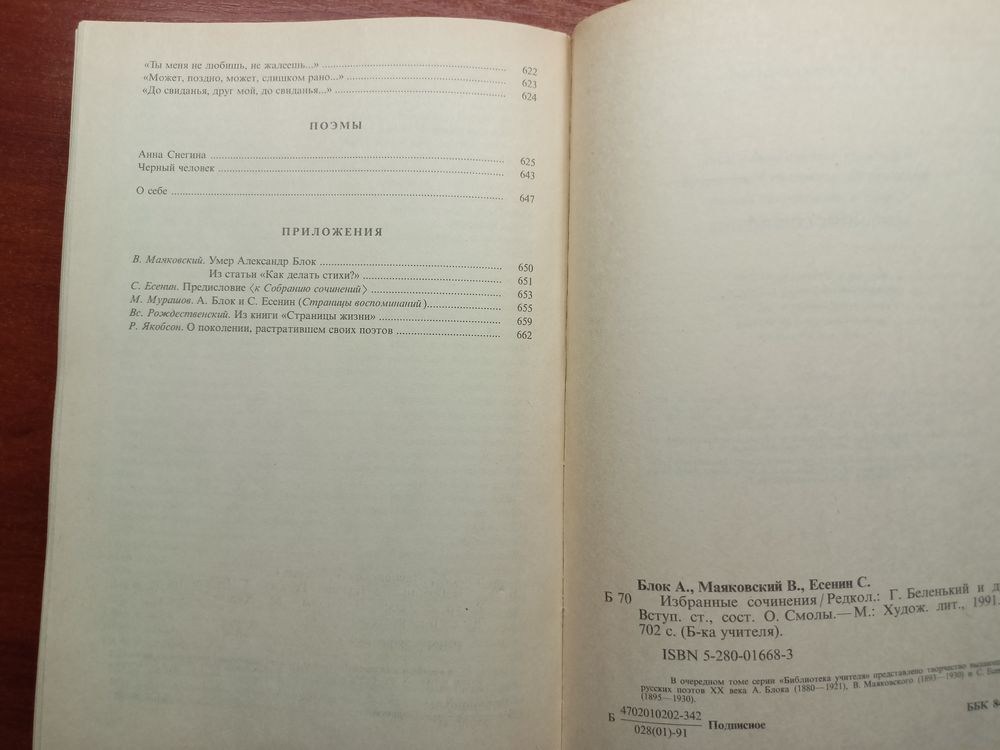 «Ты меня не любишь, не жалеешь...» 622
«Может, поздно, может, слишком рано...» 623
«До свиданья, друг мой, до свиданья...» 624
ПОЭМЫ
Анна Снегина 625
Черный человек 643
О себе 647
ПРИЛОЖЕНИЯ
В. Маяковский. Умер Александр Блок 650
Из статьи «Как делать стихи?» 651
С. Есенин. Предисловие ⟨к Собранию сочинений⟩ 653
М. Мурашов. А. Блок и С. Есенин (Страницы воспоминаний) 655
Вс. Рождественский. Из книги «Страницы жизни» 659
Р. Якобсон. О поколении, растратившем своих поэтов 662
Блок А., Маяковский В., Есенин С.
Б 70 Избранные сочинения/Редкол.: Г. Беленький и д
Вступ. ст., сост. О. Смолы.—М.: Худож. лит., 1991.
702 с. (Б-ка учителя).
ISBN 5-280-01668-3
В очередном томе серии «Библиотека учителя» представлено творчество
русских поэтов XX века А. Блока (1880—1921), В. Маяковского (1893—1930) и С.
(1895—1930).
Б 4702010202-342
028(01)-91 Подписное
ББК 84